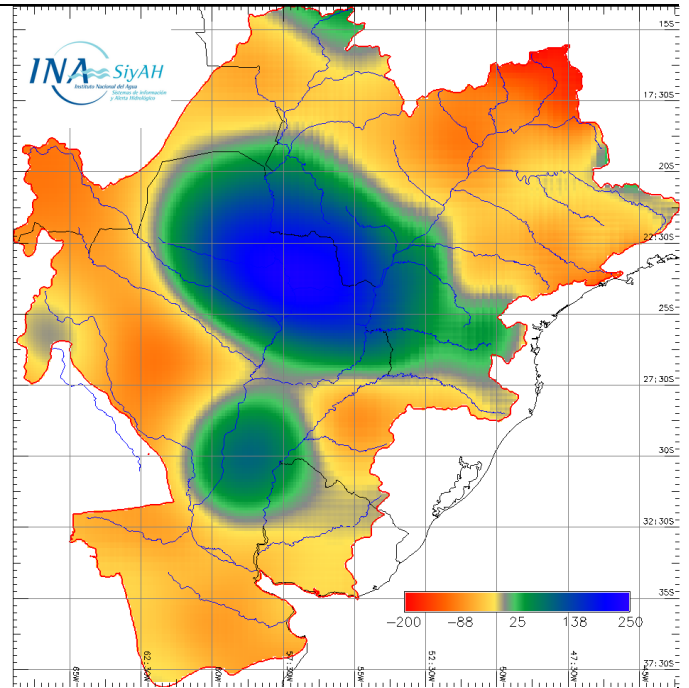 INA SiyAH
Instituto Nacional del Agua
Sistemas de Información
y Alerta Hidrológico
15S
17:30S
20S
22:30S
25S
27:30S
30S
32:30S
35S
37:30S
65W
62:30W
60W
57:30W
55W
52:30W
50W
47:30W
45W
-200
-88
25
138
250